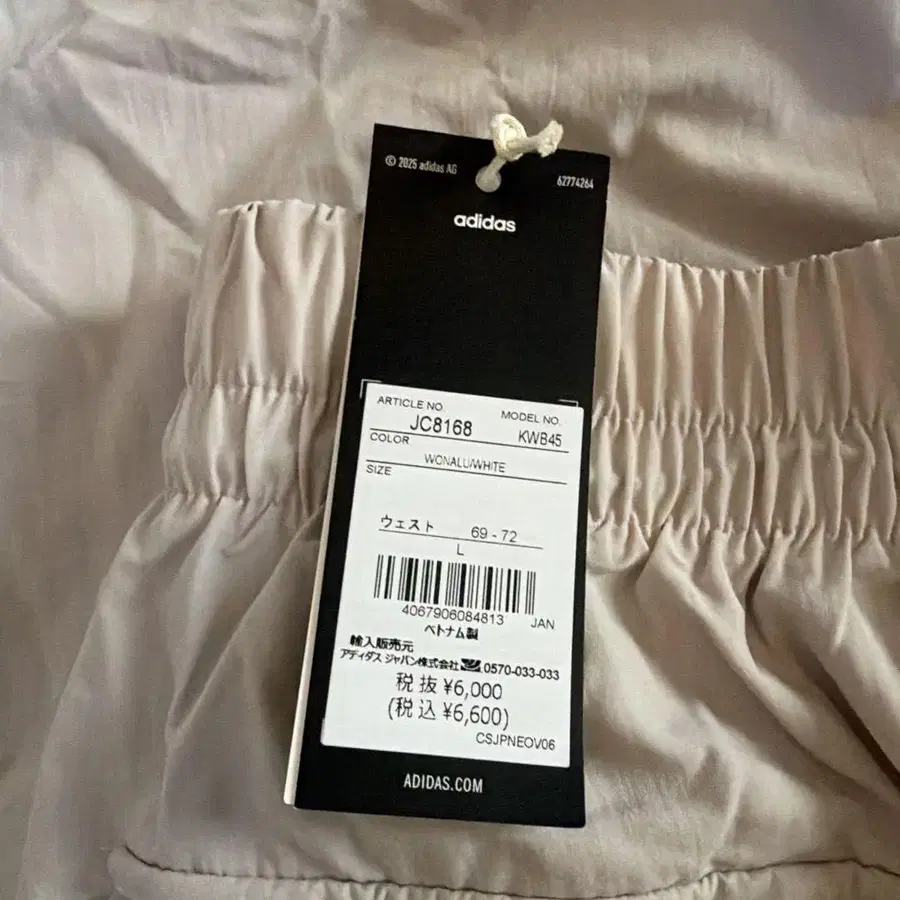 © 2025 adidas AG
62774264
adidas
ARTICLE NO.
MODEL NO.
JC8168
KWB45
COLOR
WONALU/WHITE
SIZE
ウェスト 69 - 72
L
4067906084813 JAN
ベトナム製
輸入販売元
アディダス ジャパン株式会社 0570-033-033
税抜 ¥6,000
(税込 ¥6,600)
CSJPNEOV06
ADIDAS.COM